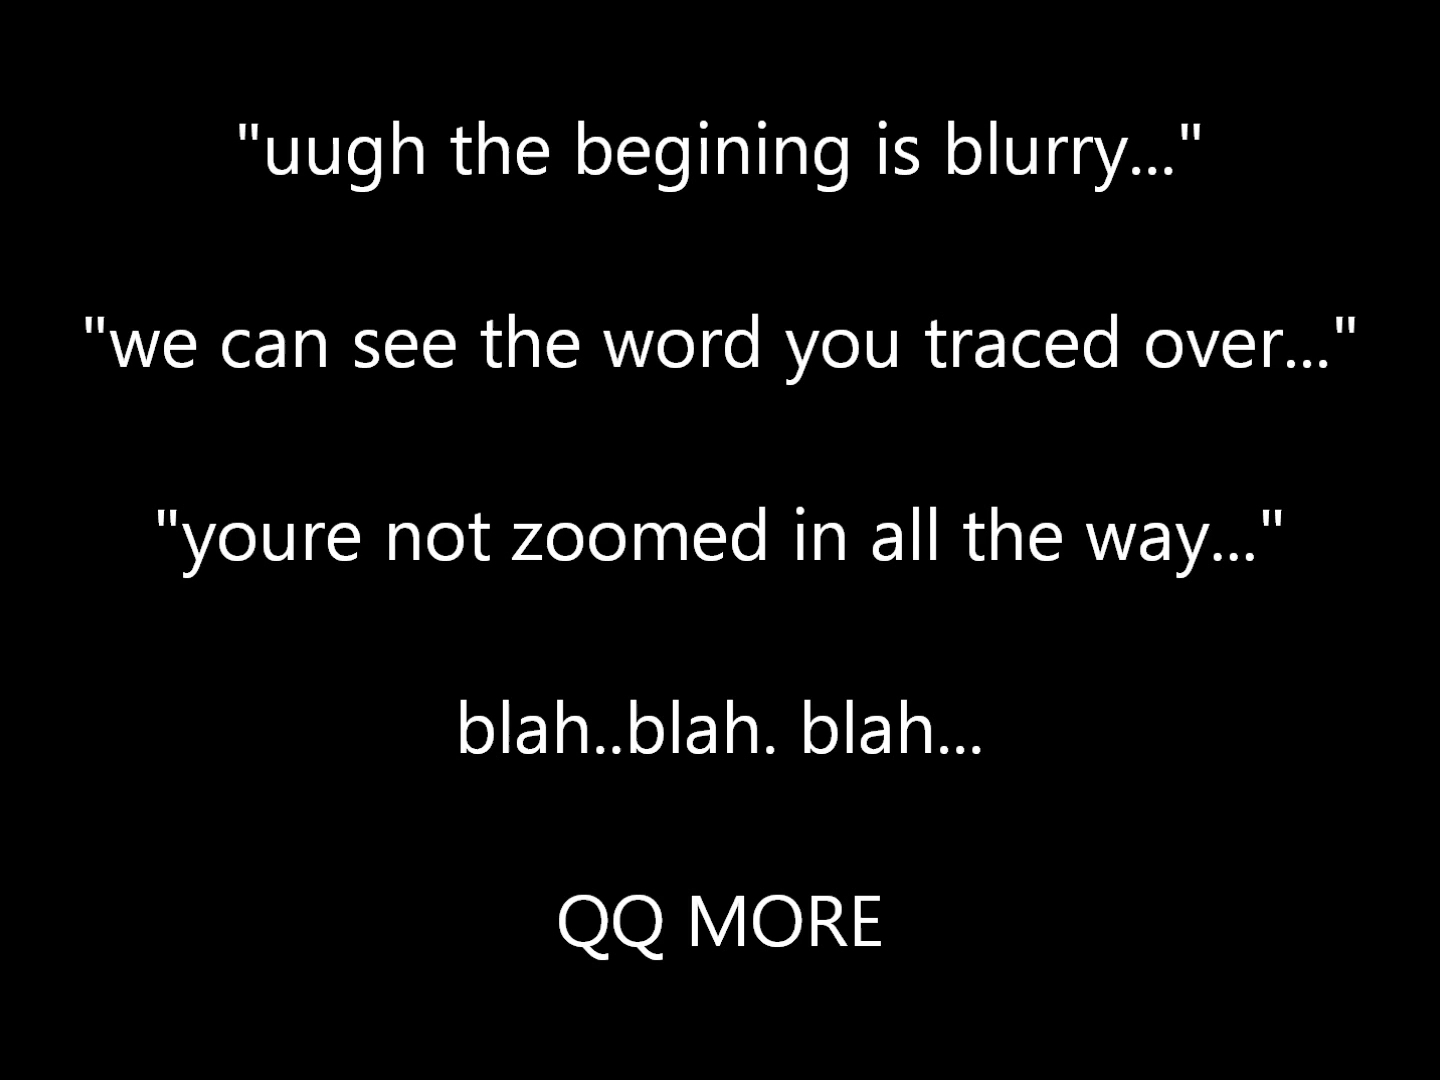 "uugh the begining is blurry..."
"we can see the word you traced over..."
"youre not zoomed in all the way..."
blah..blah. blah...
QQ MORE